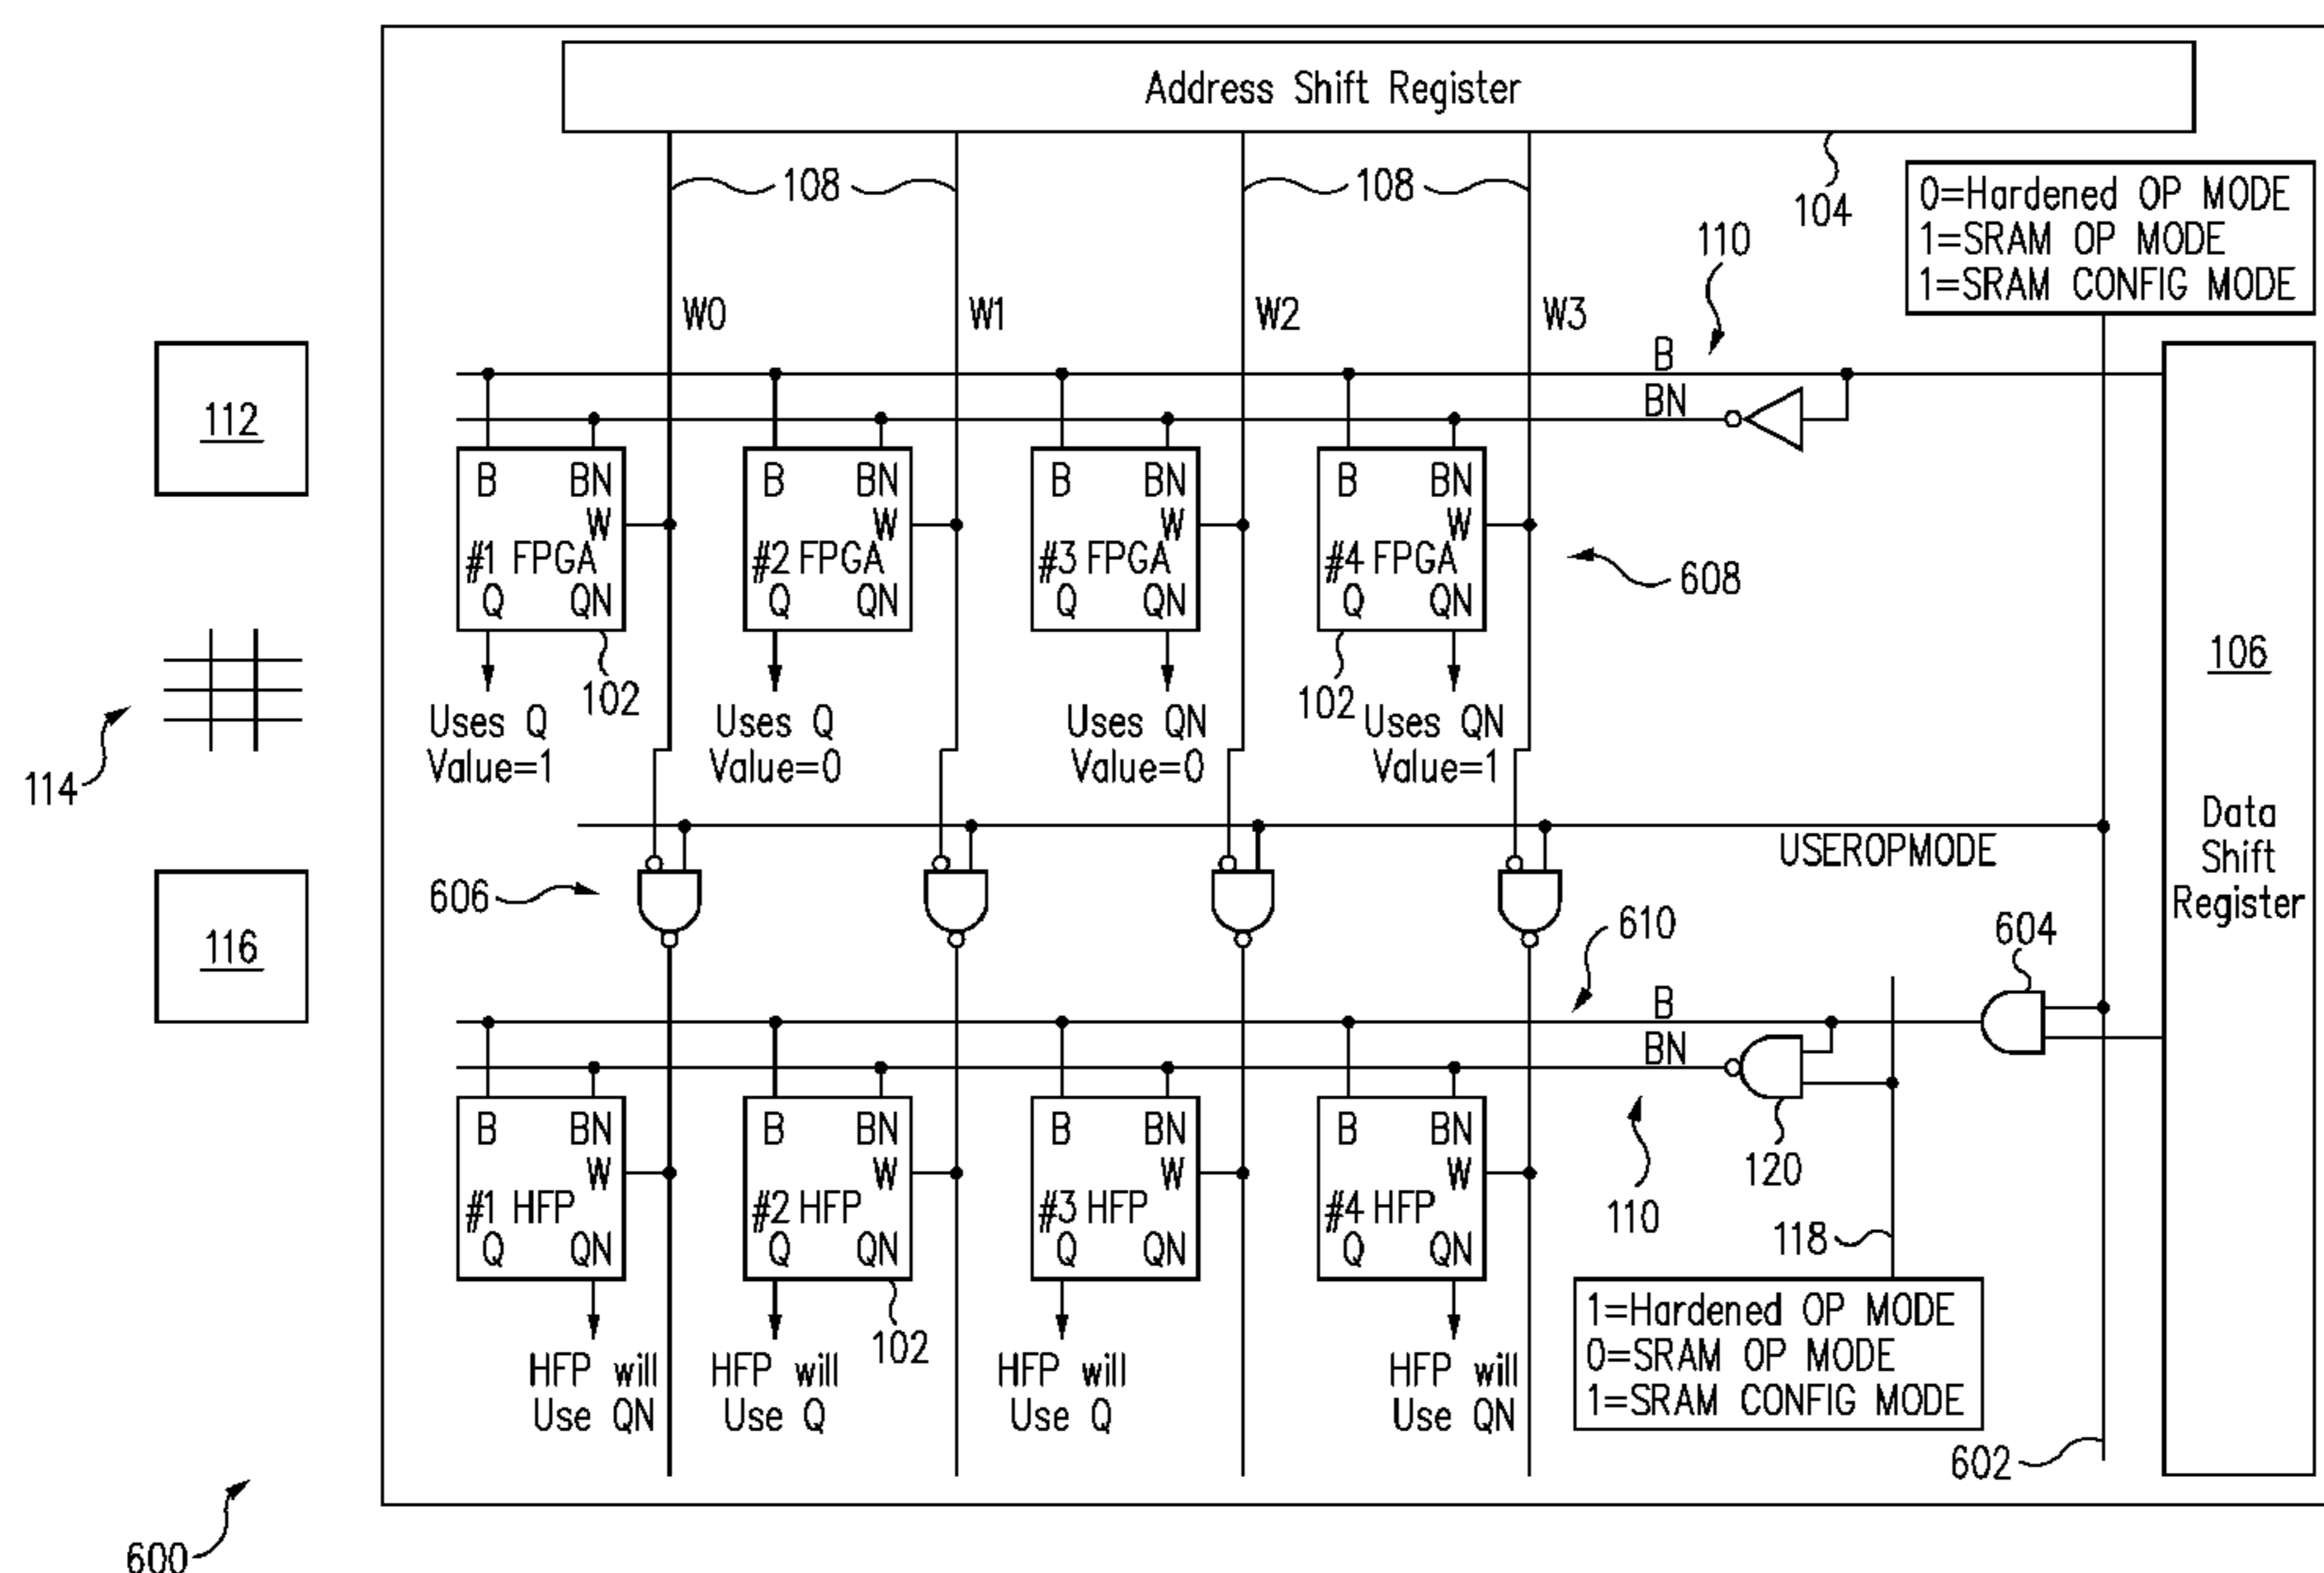 Address Shift Register
108
108
104
0=Hardened OP MODE
1=SRAM OP MODE
1=SRAM CONFIG MODE
110
W0
W1
W2
W3
B
BN
112
B BN
W
#1 FPGA
Q QN
B BN
W
#2 FPGA
Q QN
B BN
W
#3 FPGA
Q QN
B BN
W
#4 FPGA
Q QN
608
102
102
Uses Q
Value=1
Uses Q
Value=0
Uses QN
Value=0
Uses QN
Value=1
114
106
Data
Shift
Register
USEROPMODE
606
116
610
604
B
BN
B BN
W
#1 HFP
Q QN
B BN
W
#2 HFP
Q QN
B BN
W
#3 HFP
Q QN
B BN
W
#4 HFP
Q QN
120
110
118
102
HFP will
Use QN
HFP will
Use Q
HFP will
Use Q
HFP will
Use QN
1=Hardened OP MODE
0=SRAM OP MODE
1=SRAM CONFIG MODE
602
600